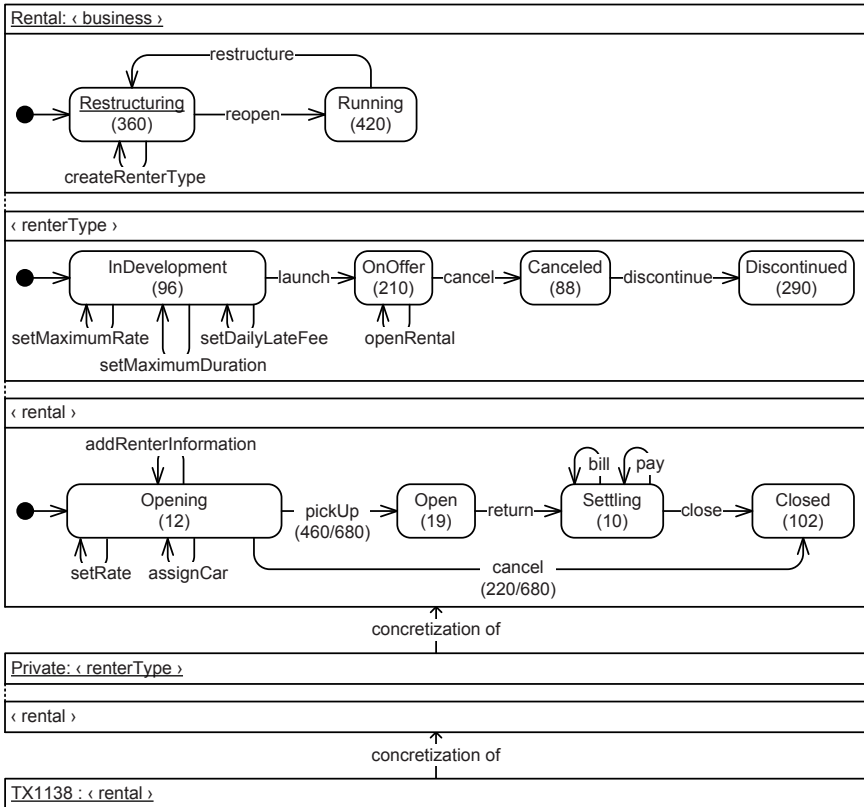 Rental: ‹ business ›
restructure
Restructuring
(360)
reopen
Running
(420)
createRenterType
‹ renterType ›
InDevelopment
(96)
launch
OnOffer
(210)
cancel
Canceled
(88)
discontinue
Discontinued
(290)
setMaximumRate
setDailyLateFee
openRental
setMaximumDuration
‹ rental ›
addRenterInformation
bill
pay
Opening
(12)
pickUp
(460/680)
Open
(19)
return
Settling
(10)
close
Closed
(102)
setRate
assignCar
cancel
(220/680)
concretization of
Private: ‹ renterType ›
‹ rental ›
concretization of
TX1138 : ‹ rental ›